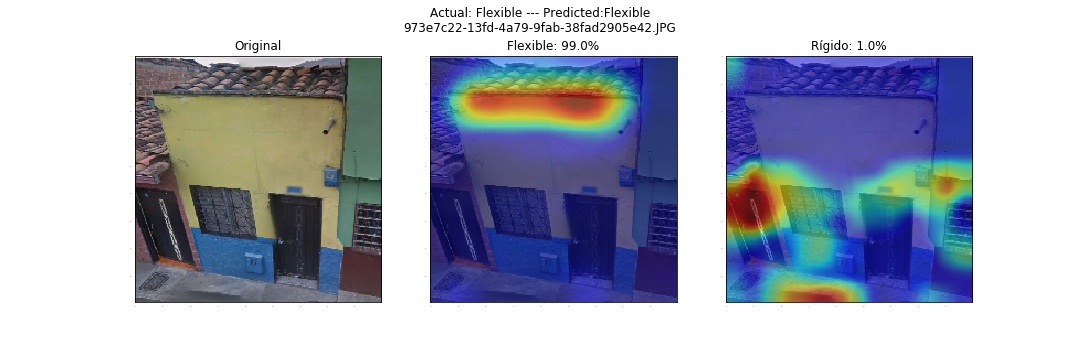 Actual: Flexible --- Predicted:Flexible
973e7c22-13fd-4a79-9fab-38fad2905e42.JPG
Original
Flexible: 99.0%
Rígido: 1.0%